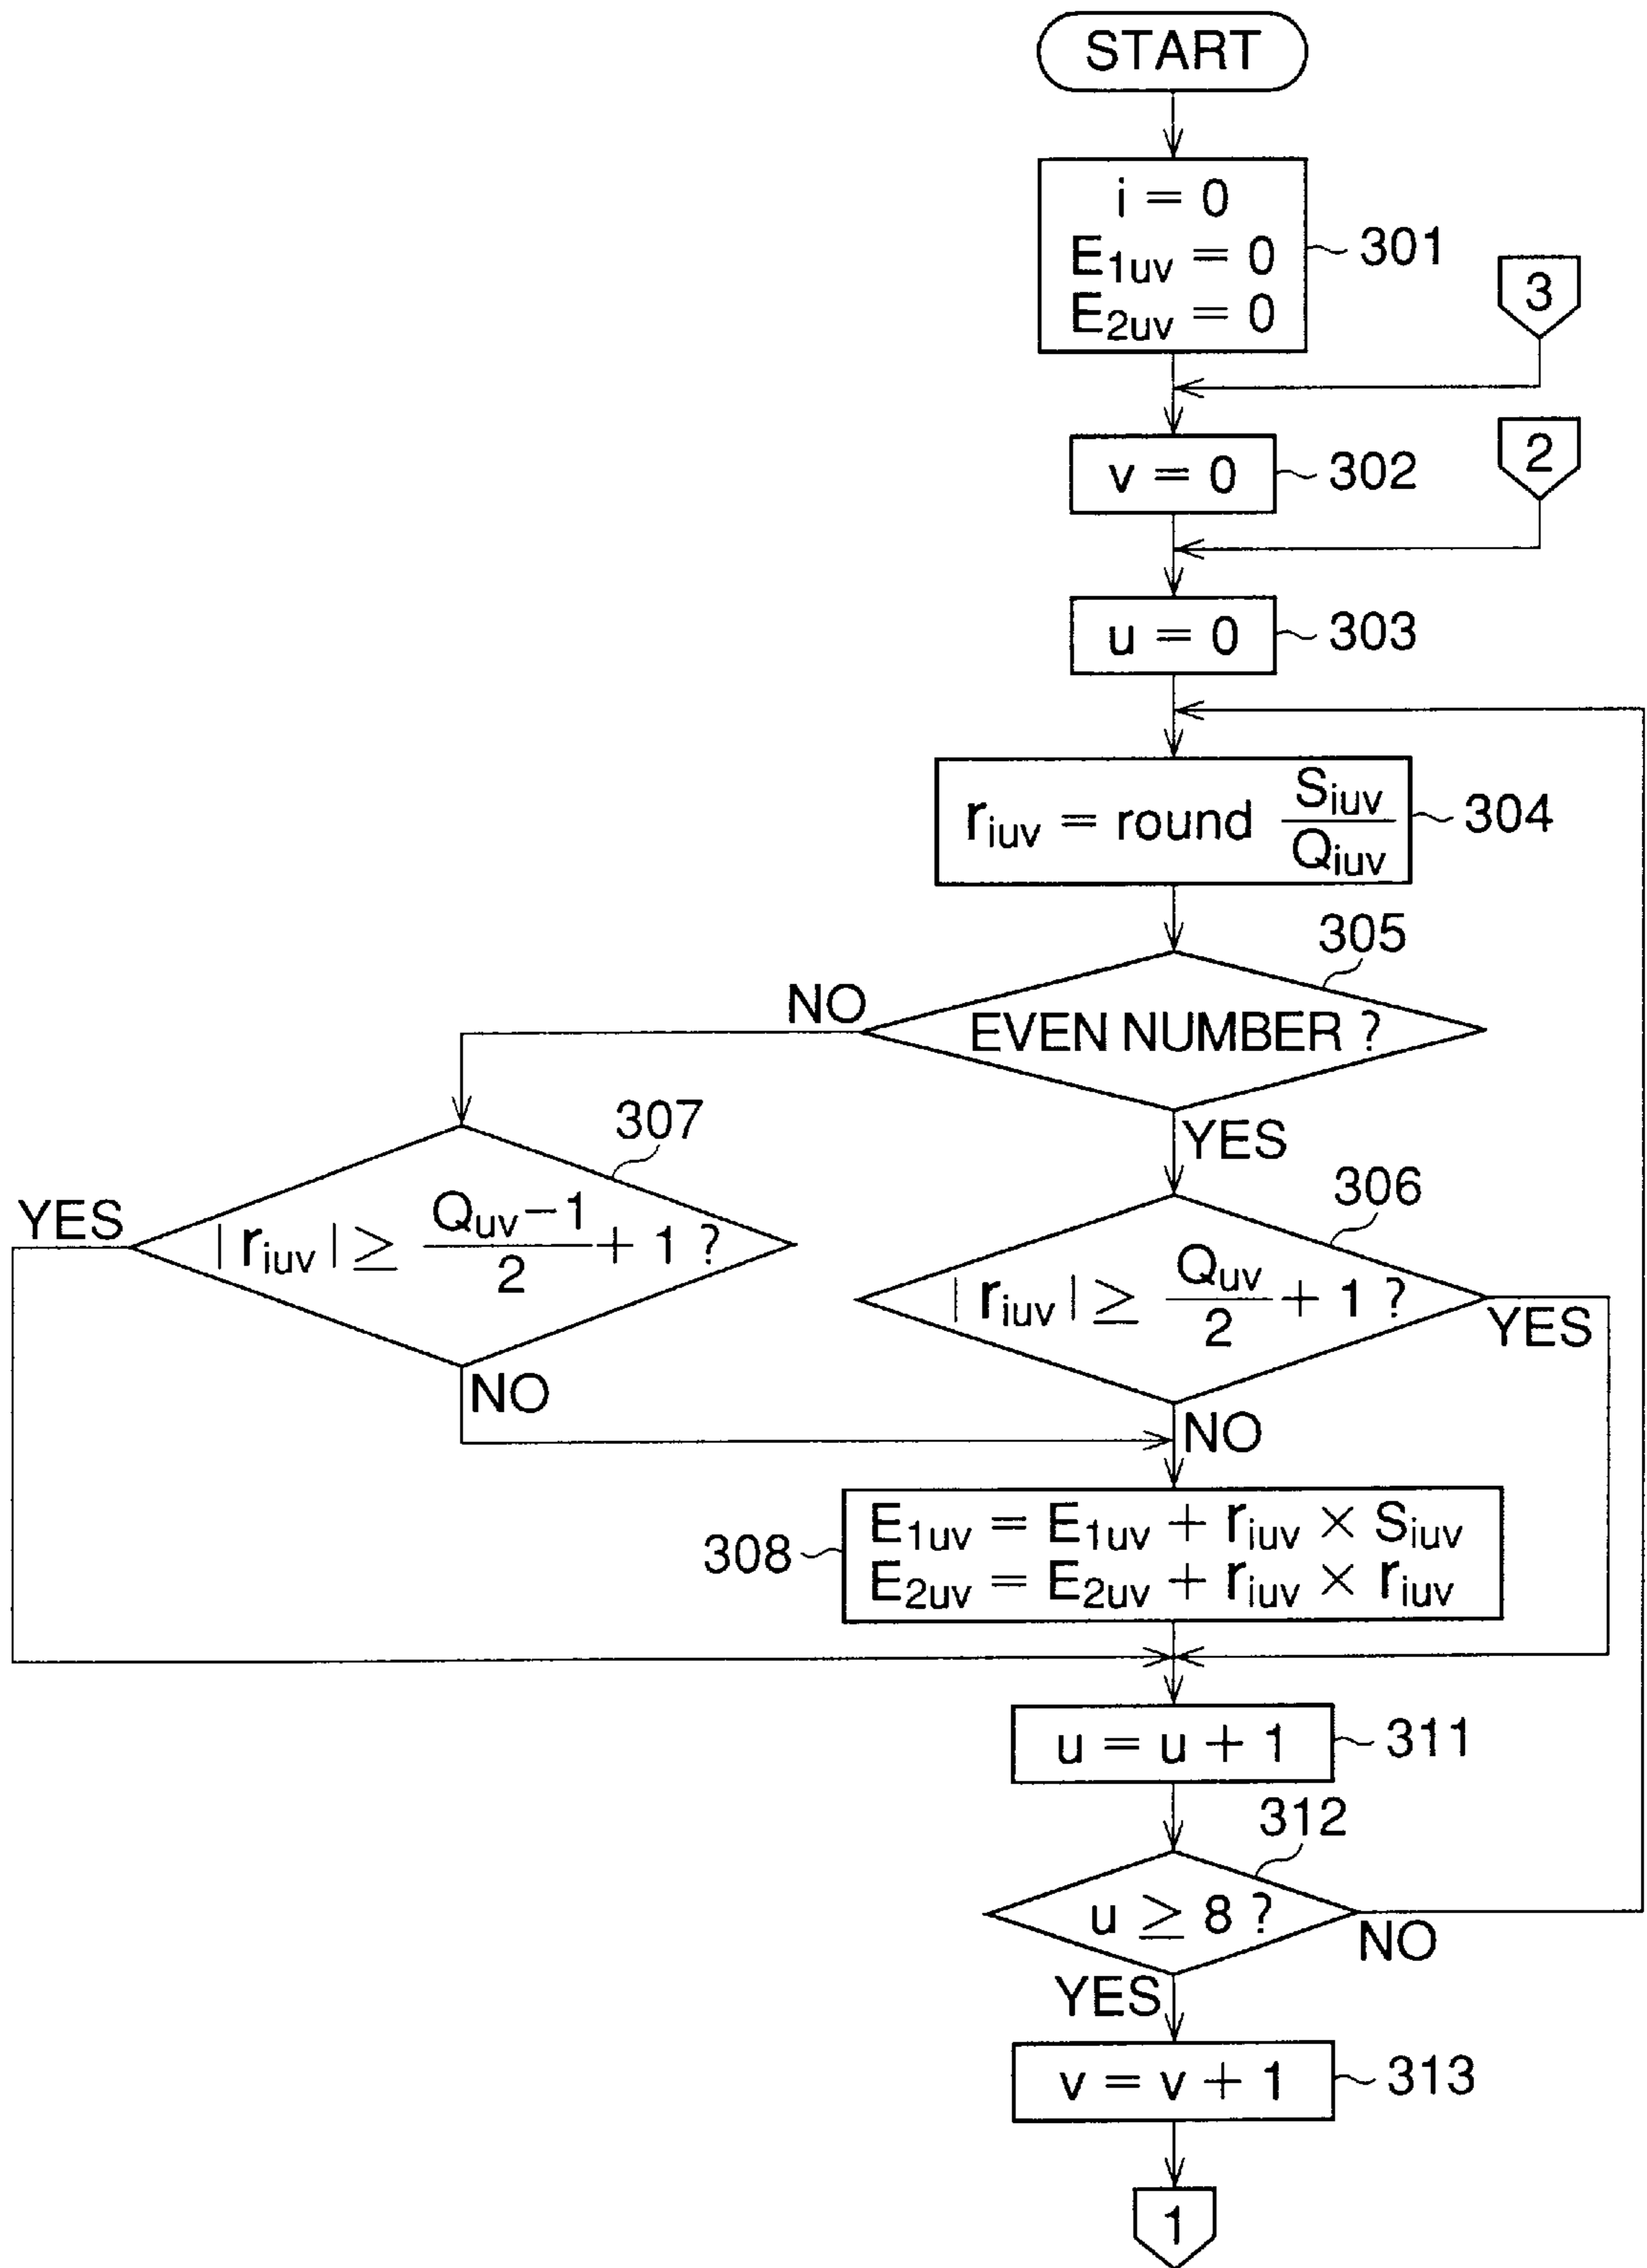 START
i = 0
E1uv = 0
E2uv = 0
301
3
v = 0
302
2
u = 0
303
riuv = round Siuv/Qiuv
304
305
NO
EVEN NUMBER ?
307
YES
306
YES
|riuv| ≥ (Quv−1)/2 + 1 ?
|riuv| ≥ Quv/2 + 1 ?
YES
NO
NO
E1uv = E1uv + riuv × Siuv
308
E2uv = E2uv + riuv × riuv
u = u + 1
311
312
u ≥ 8 ?
NO
YES
v = v + 1
313
1